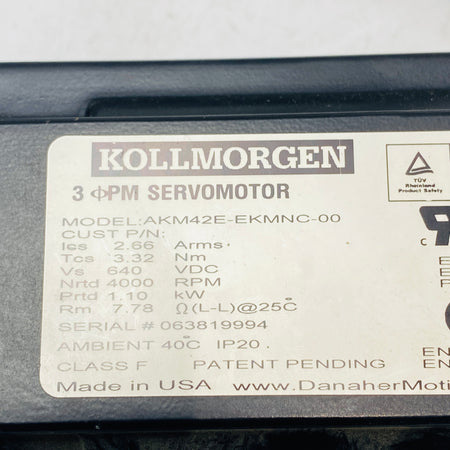 KOLLMORGEN
3 ΦPM SERVOMOTOR
MODEL:AKM42E-EKMNC-00
CUST P/N:
Ics 2.66 Arms
Tcs 3.32 Nm
Vs 640 VDC
Nrtd 4000 RPM
Prtd 1.10 kW
Rm 7.78 Ω(L-L)@25°C
SERIAL # 063819994
AMBIENT 40°C IP20
CLASS F PATENT PENDING
Made in USA www.DanaherMoti
TÜV
Rheinland
Product Safety
C
E
E
EN
EN